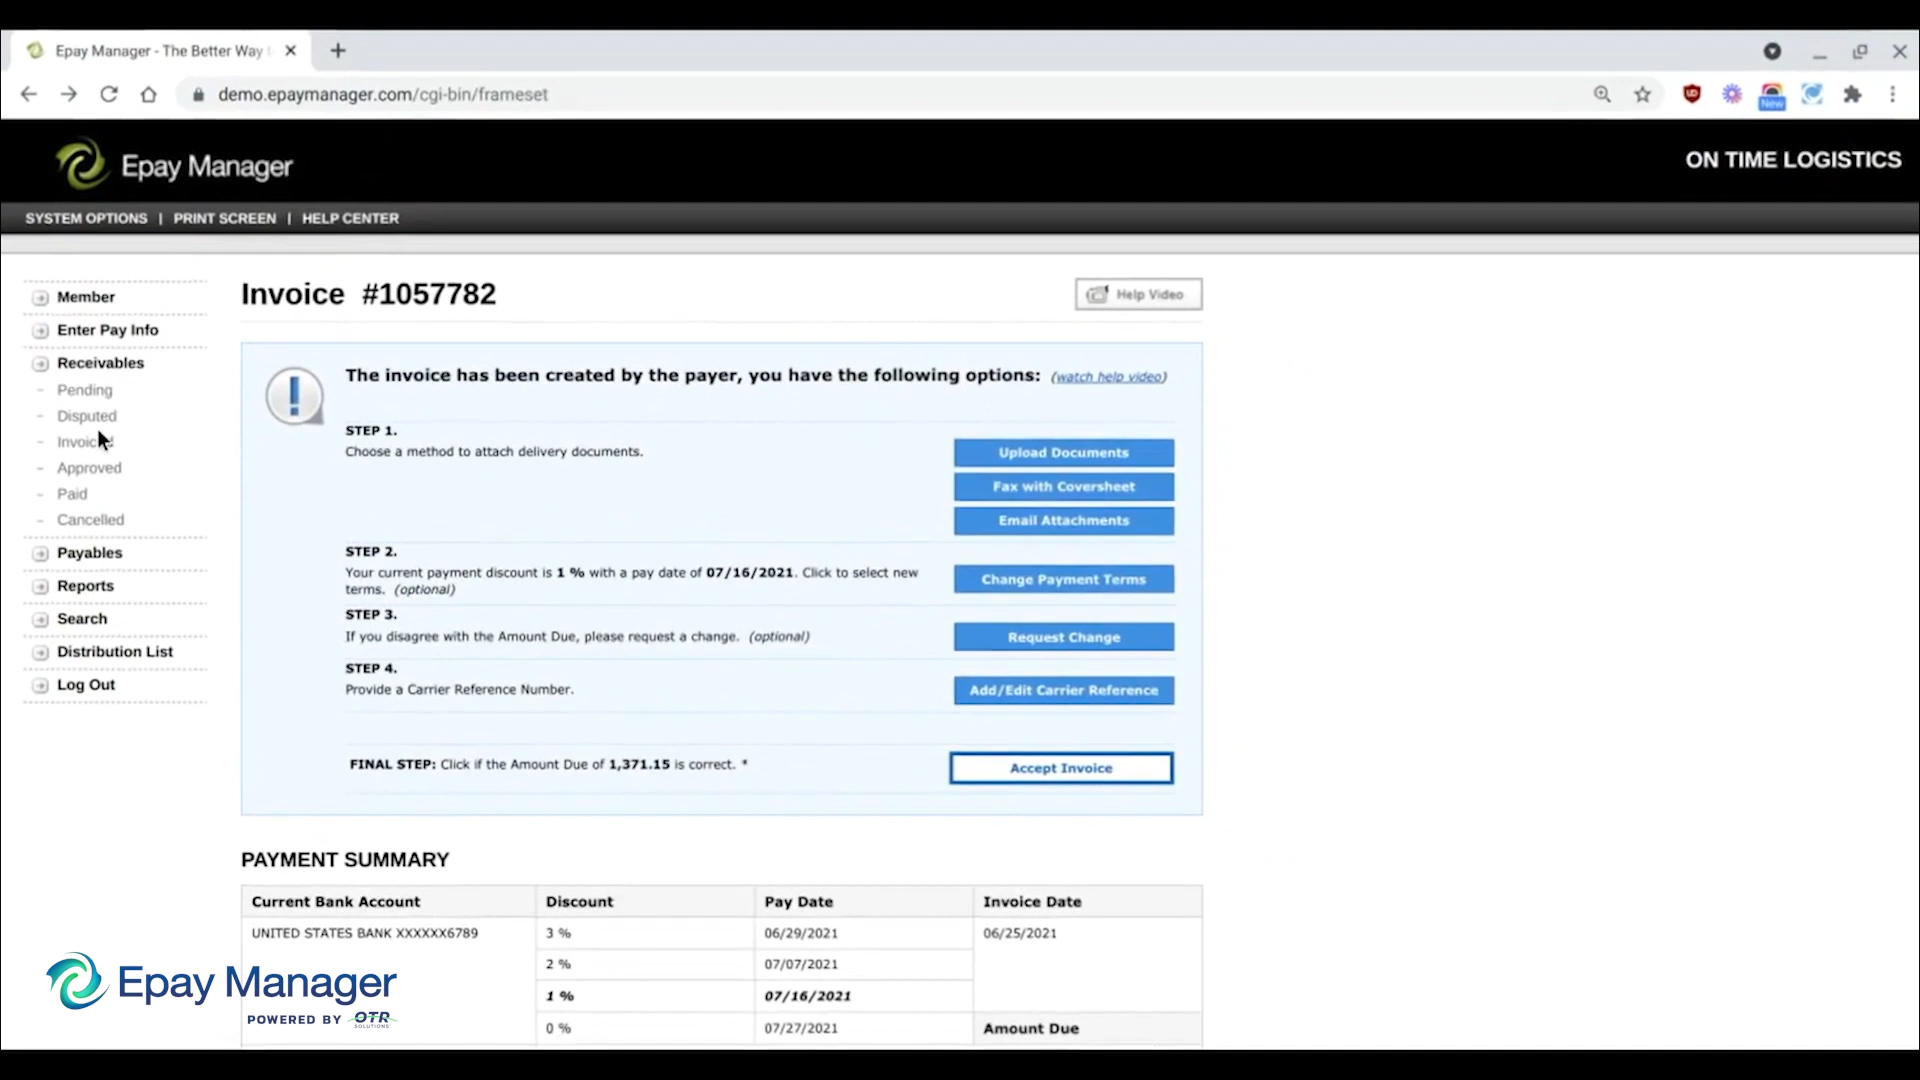 Epay Manager - The Better Way t
demo.epaymanager.com/cgi-bin/frameset
New
Epay Manager
ON TIME LOGISTICS
SYSTEM OPTIONS | PRINT SCREEN | HELP CENTER
Member
Enter Pay Info
Receivables
- Pending
- Disputed
- Invoiced
- Approved
- Paid
- Cancelled
Payables
Reports
Search
Distribution List
Log Out
Invoice #1057782
Help Video
The invoice has been created by the payer, you have the following options: (watch help video)
STEP 1.
Choose a method to attach delivery documents.
Upload Documents
Fax with Coversheet
Email Attachments
STEP 2.
Your current payment discount is 1 % with a pay date of 07/16/2021. Click to select new
terms. (optional)
Change Payment Terms
STEP 3.
If you disagree with the Amount Due, please request a change. (optional)
Request Change
STEP 4.
Provide a Carrier Reference Number.
Add/Edit Carrier Reference
FINAL STEP: Click if the Amount Due of 1,371.15 is correct. *
Accept Invoice
PAYMENT SUMMARY
Current Bank Account Discount Pay Date Invoice Date
UNITED STATES BANK XXXXXX6789 3 % 06/29/2021 06/25/2021
2 % 07/07/2021
1 % 07/16/2021
0 % 07/27/2021 Amount Due
Epay Manager
POWERED BY OTR
SOLUTIONS